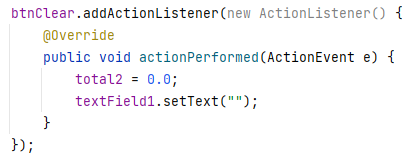 btnClear.addActionListener(new ActionListener() {
    @Override
    public void actionPerformed(ActionEvent e) {
        total2 = 0.0;
        textField1.setText("");
    }
});